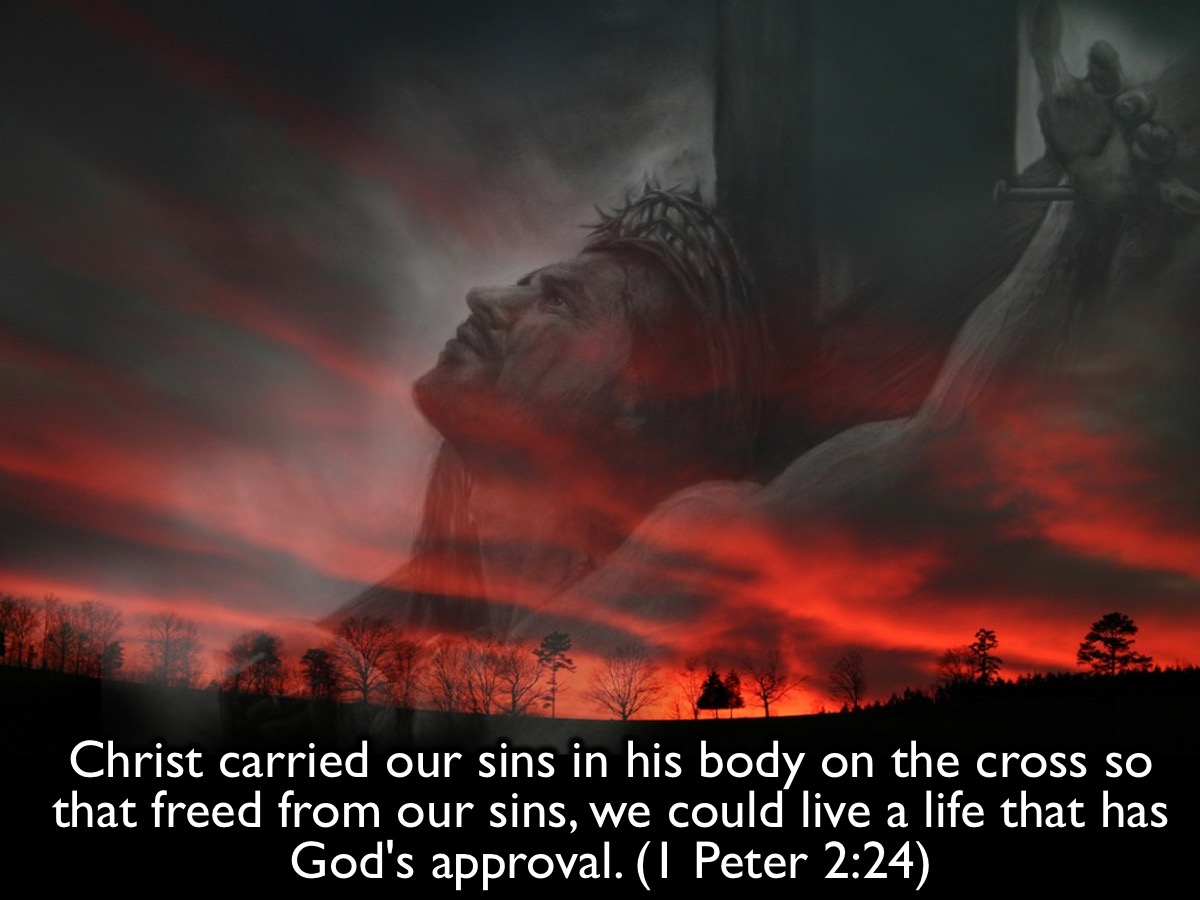 Christ carried our sins in his body on the cross so
that freed from our sins, we could live a life that has
God's approval. (1 Peter 2:24)